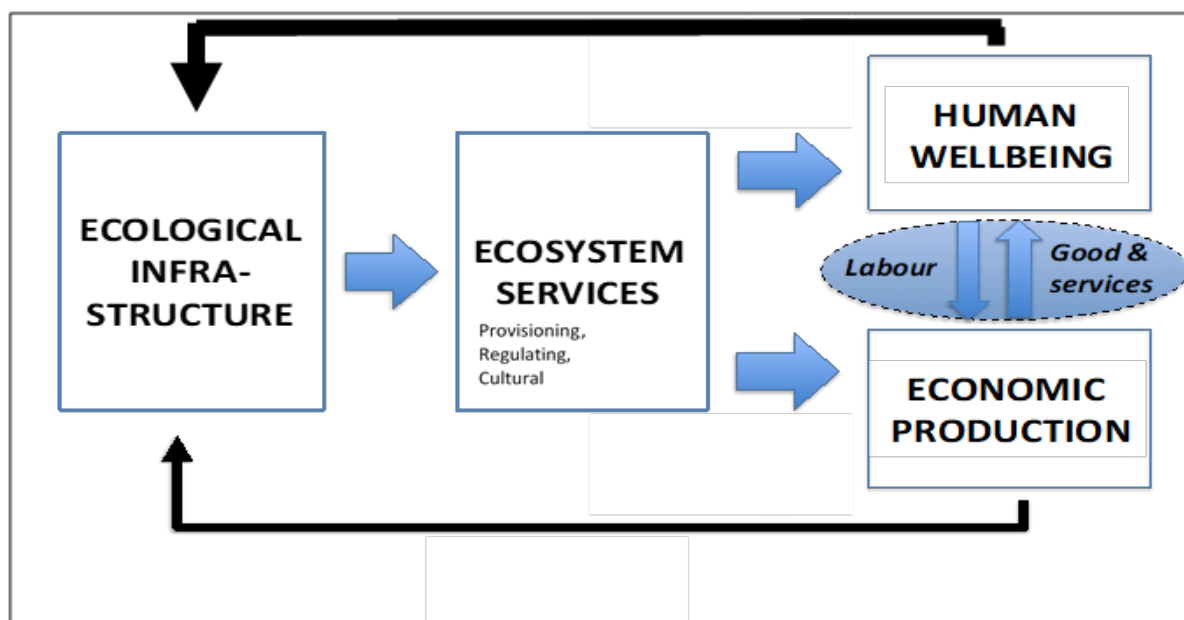 ECOLOGICAL
INFRA-
STRUCTURE
ECOSYSTEM
SERVICES
Provisioning,
Regulating,
Cultural
HUMAN
WELLBEING
Labour
Good &
services
ECONOMIC
PRODUCTION